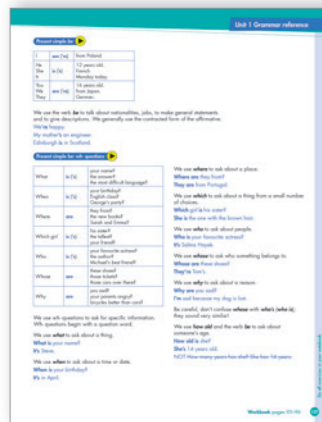 Unit 1 Grammar reference
Present simple be
I am ('m) from Poland.
He
She
It
is ('s)
12 years old.
French.
Monday today.
You
We
They
are ('re)
14 years old.
from Japan.
German.
We use the verb be to talk about nationalities, jobs, to make general statements
and to give descriptions. We generally use the contracted form of the affirmative.
We're happy.
My mother's an engineer.
Edinburgh is in Scotland.
Present simple be: wh- questions
What is ('s)
your name?
the answer?
the most difficult language?
When is ('s)
your birthday?
English class?
George's party?
Where are
they from?
the new books?
Sarah and Emma?
Which girl is ('s)
his sister?
the tallest?
your friend?
Who is ('s)
your favourite actress?
the author?
Michael's best friend?
Whose are
these shoes?
those tickets?
those cars over there?
Why are
you sad?
your parents angry?
bicycles better than cars?
We use wh- questions to ask for specific information.
Wh- questions begin with a question word.
We use what to ask about a thing.
What is your name?
It's Steve.
We use when to ask about a time or date.
When is your birthday?
It's in April.
We use where to ask about a place.
Where are they from?
They are from Portugal.
We use which to ask about a thing from a small number
of choices.
Which girl is his sister?
She is the one with the brown hair.
We use who to ask about people.
Who is your favourite actress?
It's Salma Hayek.
We use whose to ask who something belongs to.
Whose are these shoes?
They're Tom's.
We use why to ask about a reason.
Why are you sad?
I'm sad because my dog is lost.
Be careful, don't confuse whose with who's (who is);
they sound very similar!
We use how old and the verb be to ask about
someone's age.
How old is she?
She's 14 years old.
NOT How many years has she? She has 14 years.
Workbook pages